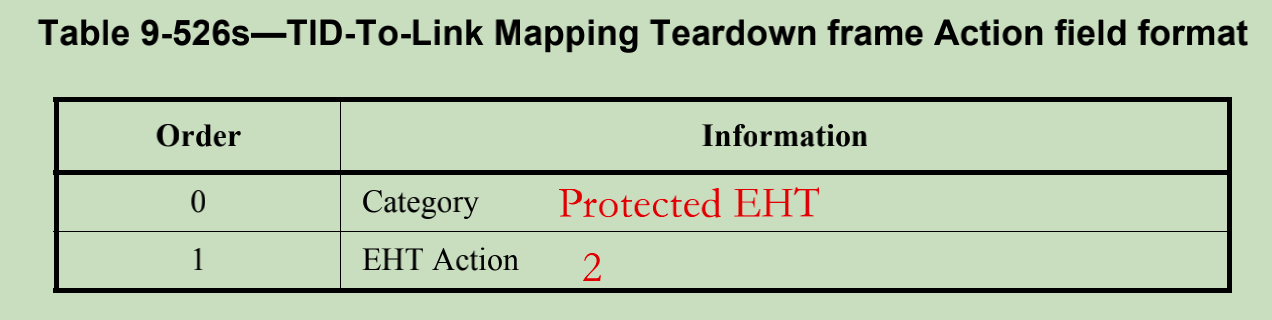 Table 9-526s—TID-To-Link Mapping Teardown frame Action field format
Order Information
0 Category Protected EHT
1 EHT Action 2